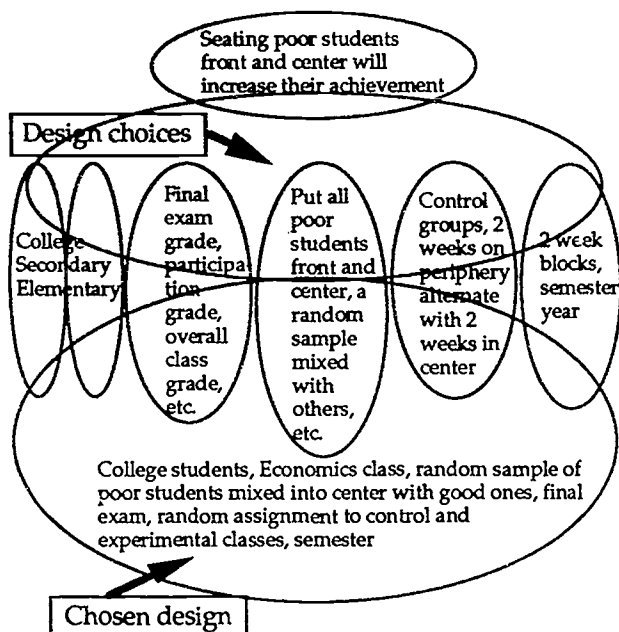 Seating poor students
front and center will
increase their achievement
Design choices
College
Secondary
Elementary
Final
exam
grade,
participa-
tion
grade,
overall
class
grade,
etc.
Put all
poor
students
front and
center, a
random
sample
mixed
with
others,
etc.
Control
groups, 2
weeks on
periphery
alternate
with 2
weeks in
center
2 week
blocks,
semester
year
College students, Economics class, random sample of
poor students mixed into center with good ones, final
exam, random assignment to control and
experimental classes, semester
Chosen design